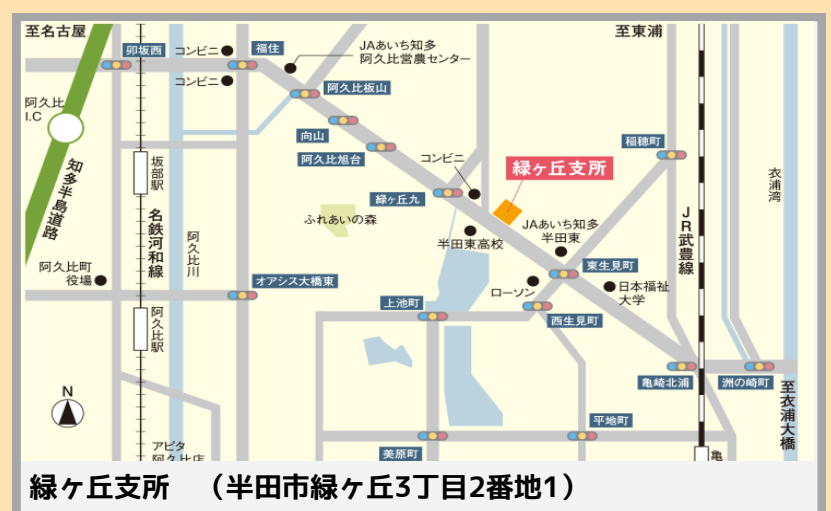 至名古屋
卯坂西
コンビニ
福住
JAあいち知多
阿久比営農センター
至東浦
コンビニ
阿久比板山
阿久比
I.C
向山
稲穂町
阿久比旭台
コンビニ
緑ヶ丘支所
坂部駅
知多半島道路
衣浦湾
緑ヶ丘九
ふれあいの森
名鉄河和線
JR武豊線
阿久比川
半田東高校
JAあいち知多
半田東
阿久比町
役場
オアシス大橋東
東生見町
ローソン
日本福祉
大学
上池町
西生見町
阿久比駅
亀崎北浦
洲の崎町
至衣浦大橋
N
平地町
アピタ
阿久比店
美原町
亀
緑ヶ丘支所　（半田市緑ヶ丘3丁目2番地1）